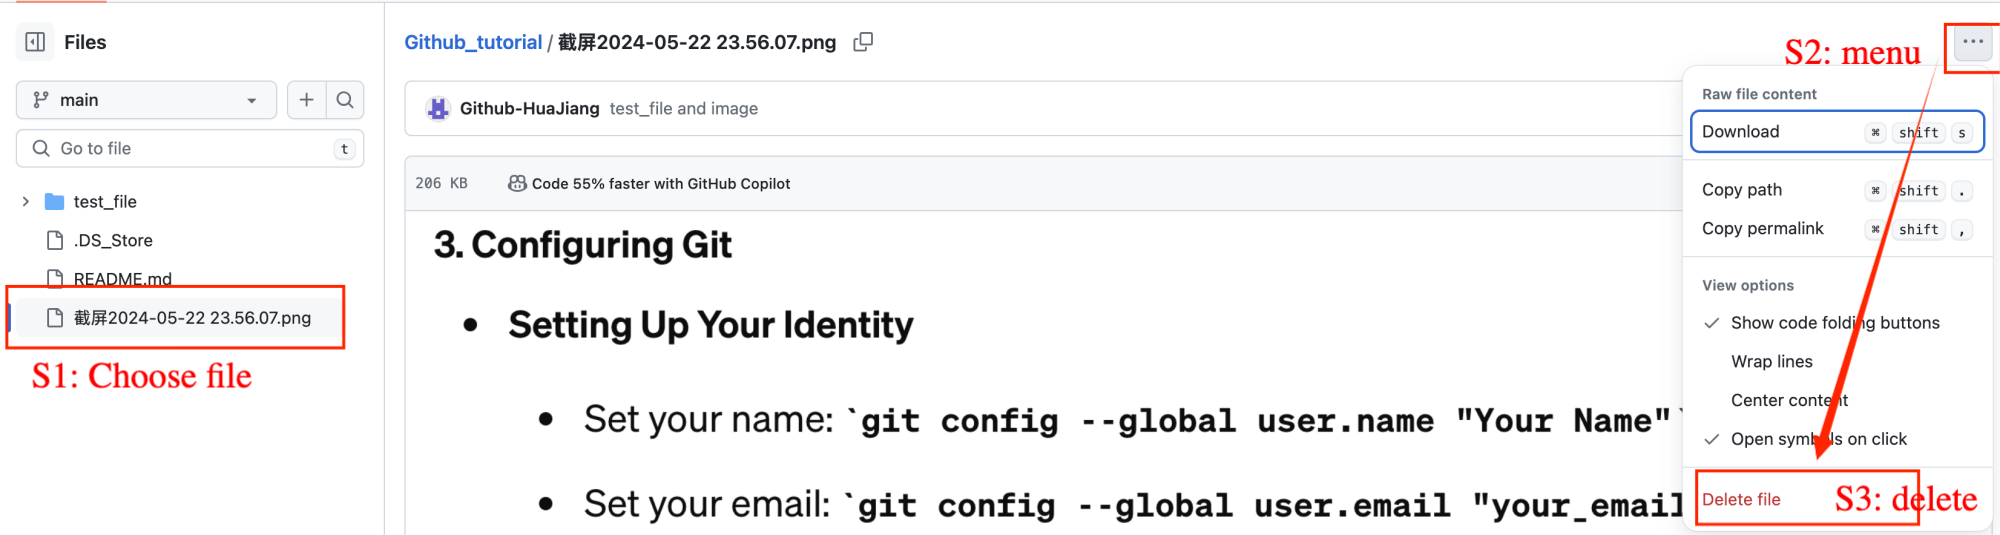 Files
main
Go to file
t
test_file
.DS_Store
README.md
截屏2024-05-22 23.56.07.png
S1: Choose file
Github_tutorial / 截屏2024-05-22 23.56.07.png
Github-HuaJiang test_file and image
206 KB Code 55% faster with GitHub Copilot
3. Configuring Git
• Setting Up Your Identity
• Set your name: `git config --global user.name "Your Name"`
• Set your email: `git config --global user.email "your_email
S2: menu
...
Raw file content
Download ⌘ shift s
Copy path ⌘ shift .
Copy permalink ⌘ shift ,
View options
✓ Show code folding buttons
Wrap lines
Center content
✓ Open symbols on click
Delete file
S3: delete